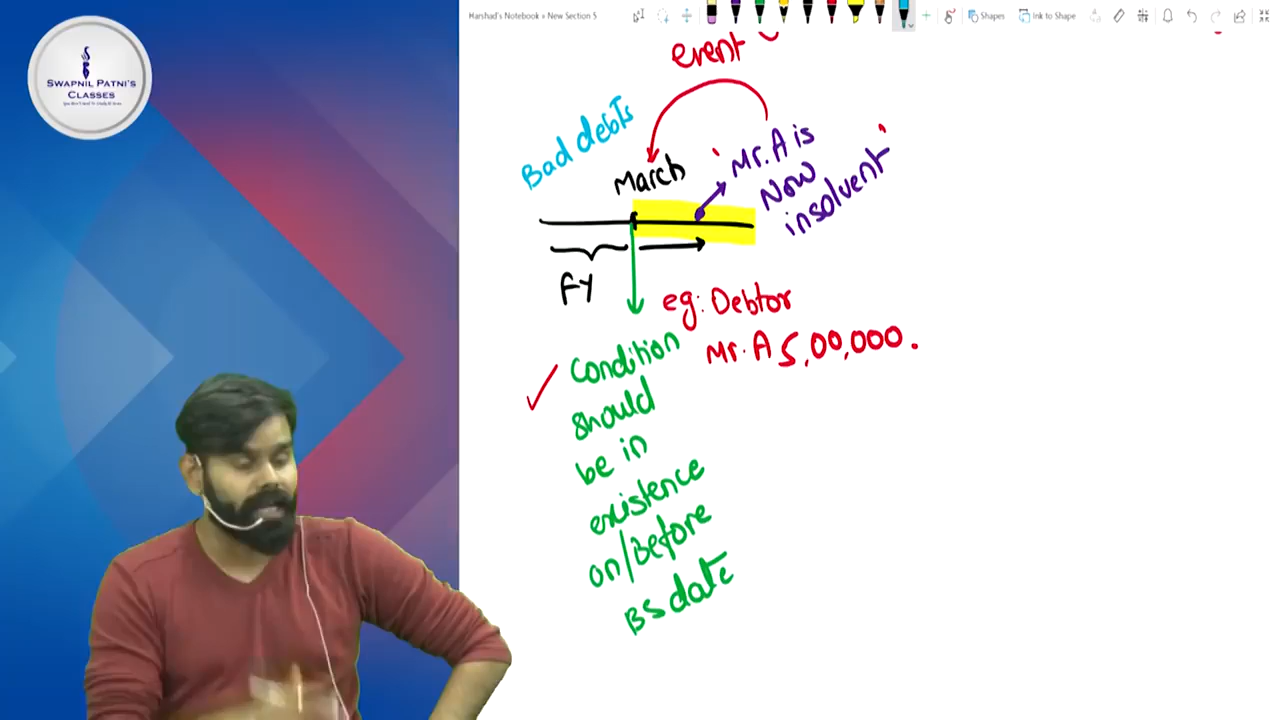 Harshad's Notebook » New Section 5
Shapes
Ink to Shape
SWAPNIL PATNI'S
CLASSES
event
Bad debts
March
Mr. A is
Now
insolvent
FY
eg: Debtor
Mr. A 5,00,000.
Condition
should
be in
existence
on/Before
BS date